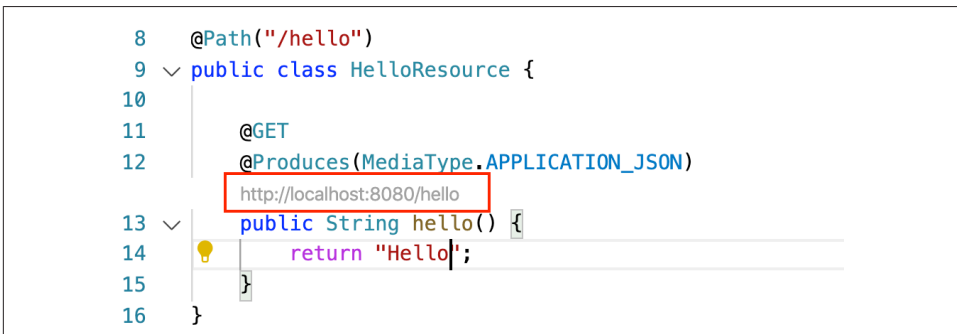 8 @Path("/hello")
9 public class HelloResource {
10
11 @GET
12 @Produces(MediaType.APPLICATION_JSON)
http://localhost:8080/hello
13 public String hello() {
14 return "Hello";
15 }
16 }